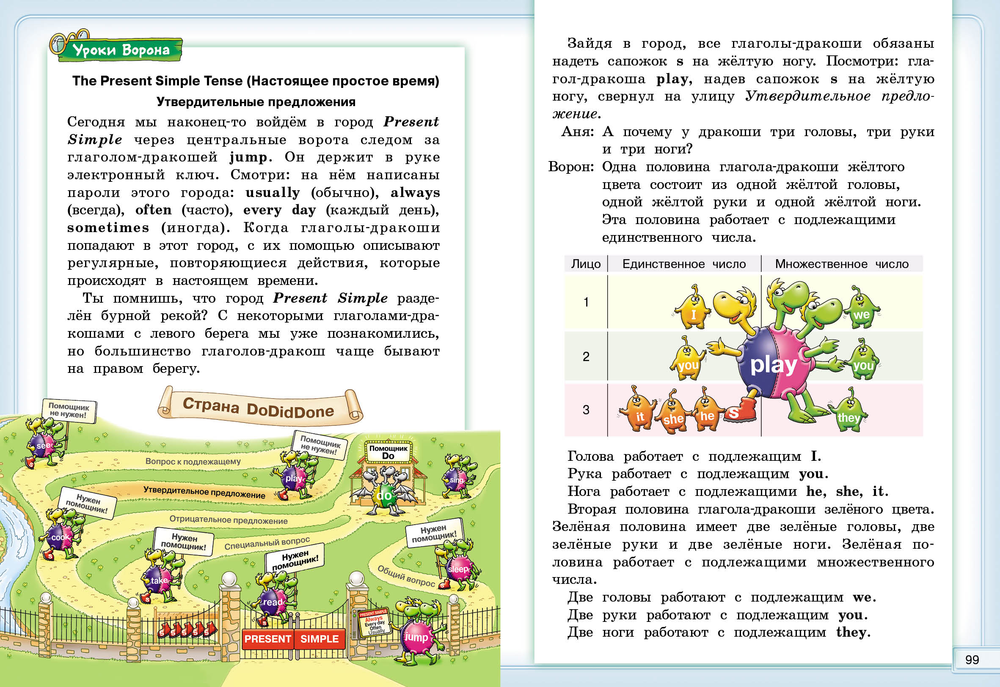 Уроки Ворона
The Present Simple Tense (Настоящее простое время)
Утвердительные предложения
Сегодня мы наконец-то войдём в город Present
Simple через центральные ворота следом за
глаголом-дракошей jump. Он держит в руке
электронный ключ. Смотри: на нём написаны
пароли этого города: usually (обычно), always
(всегда), often (часто), every day (каждый день),
sometimes (иногда). Когда глаголы-дракоши
попадают в этот город, с их помощью описывают
регулярные, повторяющиеся действия, которые
происходят в настоящем времени.
Ты помнишь, что город Present Simple разде-
лён бурной рекой? С некоторыми глаголами-дра-
кошами с левого берега мы уже познакомились,
но большинство глаголов-дракош чаще бывают
на правом берегу.
Страна DoDidDone
Помощник
не нужен!
see
s
Вопрос к подлежащему
Помощник
не нужен!
play
s
Помощник
Do
do
sing
Утвердительное предложение
Нужен
помощник!
cook
s
Отрицательное предложение
Нужен
помощник!
take
s
Специальный вопрос
Нужен
помощник!
read
s
Нужен
помощник!
sleep
s
Общий вопрос
s s s s s
PRESENT SIMPLE
PRESENT SIMPLE
Always
Every day
Often
Usually
jump
Зайдя в город, все глаголы-дракоши обязаны
надеть сапожок s на жёлтую ногу. Посмотри: гла-
гол-дракоша play, надев сапожок s на жёлтую
ногу, свернул на улицу Утвердительное предло-
жение.
Аня: А почему у дракоши три головы, три руки
и три ноги?
Ворон: Одна половина глагола-дракоши жёлтого
цвета состоит из одной жёлтой головы,
одной жёлтой руки и одной жёлтой ноги.
Эта половина работает с подлежащими
единственного числа.
Лицо Единственное число Множественное число
1 I we
2 you play you
3 it she he s they
Голова работает с подлежащим I.
Рука работает с подлежащим you.
Нога работает с подлежащими he, she, it.
Вторая половина глагола-дракоши зелёного цвета.
Зелёная половина имеет две зелёные головы, две
зелёные руки и две зелёные ноги. Зелёная по-
ловина работает с подлежащими множественного
числа.
Две головы работают с подлежащим we.
Две руки работают с подлежащим you.
Две ноги работают с подлежащим they.
99